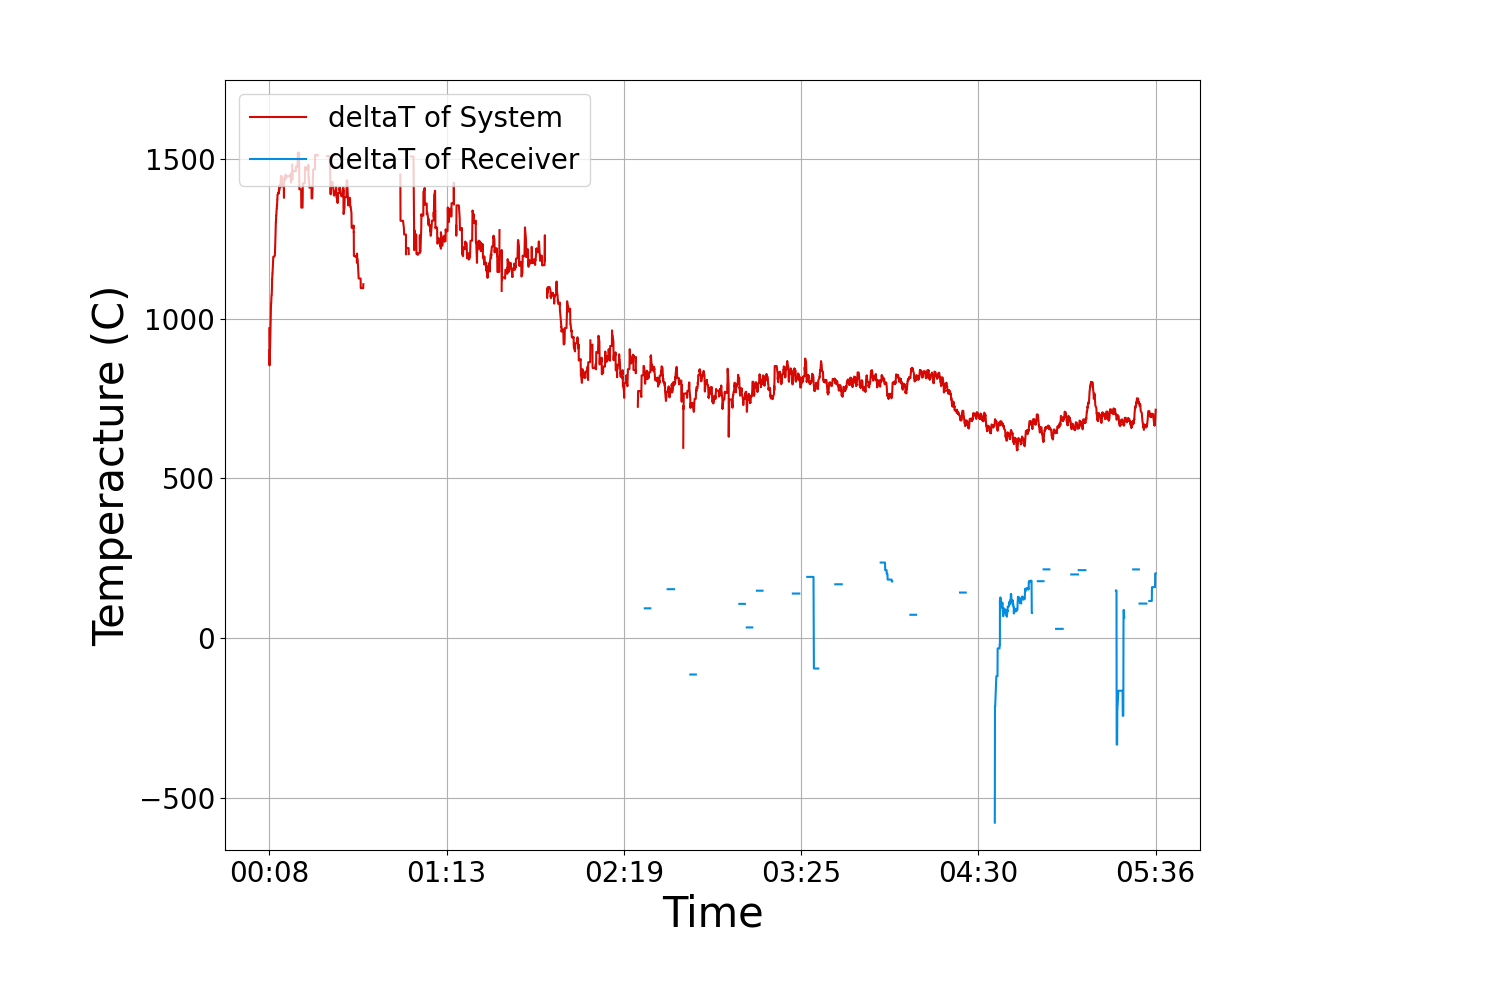 deltaT of System
deltaT of Receiver
1500
1000
500
0
−500
Temperacture (C)
00:08 01:13 02:19 03:25 04:30 05:36
Time